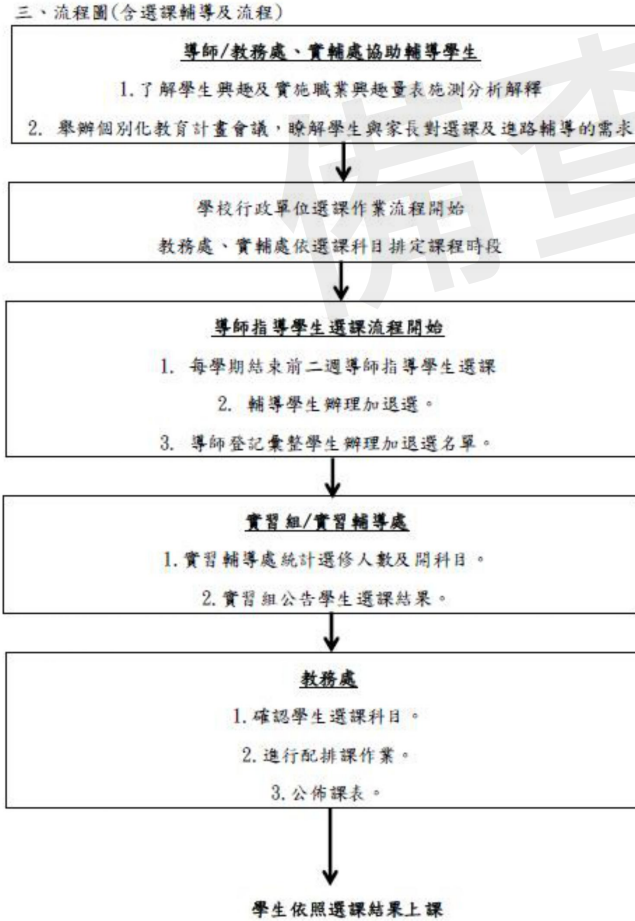 三、流程圖(含選課輔導及流程)
導師/教務處、實輔處協助輔導學生
1.了解學生興趣及實施職業興趣量表施測分析解釋
2. 舉辦個別化教育計畫會議，瞭解學生與家長對選課及進路輔導的需求
學校行政單位選課作業流程開始
教務處、實輔處依選課科目排定課程時段
導師指導學生選課流程開始
1. 每學期結束前二週導師指導學生選課
2. 輔導學生辦理加退選。
3. 導師登記彙整學生辦理加退選名單。
實習組/實習輔導處
1.實習輔導處統計選修人數及開科目。
2.實習組公告學生選課結果。
教務處
1.確認學生選課科目。
2.進行配排課作業。
3.公佈課表。
學生依照選課結果上課
備查